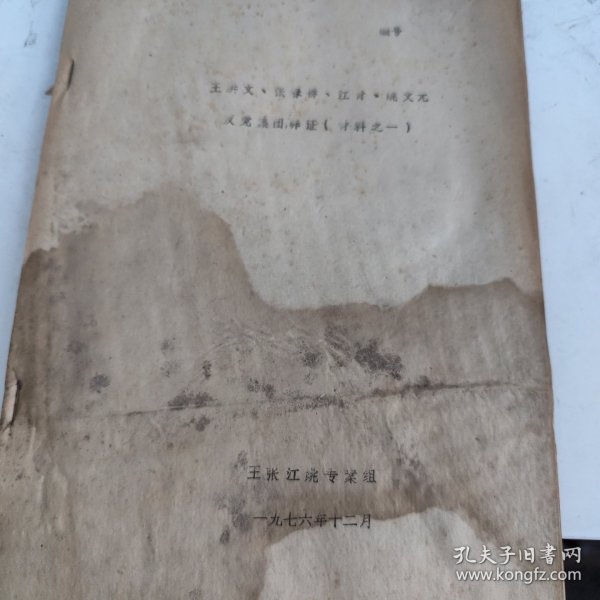 编号
王洪文、张春桥、江青、姚文元
反党集团罪证(材料之一)
王张江姚专案组
一九七六年十二月
孔夫子旧书网
www.kongfz.com